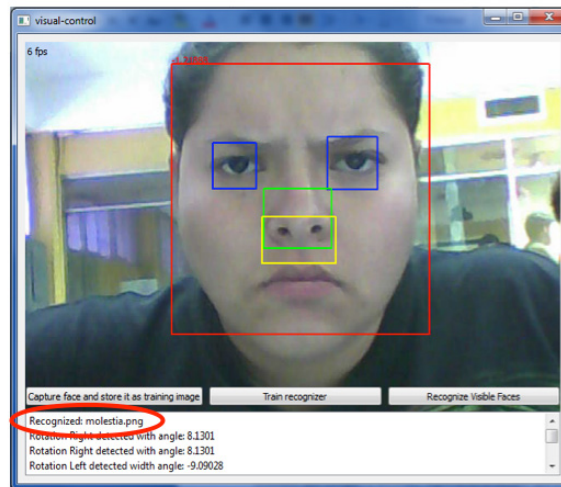 visual-control
6 fps
Capture face and store it as training image
Train recognizer
Recognize Visible Faces
Recognized: molestia.png
Rotation Right detected with angle: 8.1301
Rotation Right detected with angle: 8.1301
Rotation Left detected width angle: -9.09028